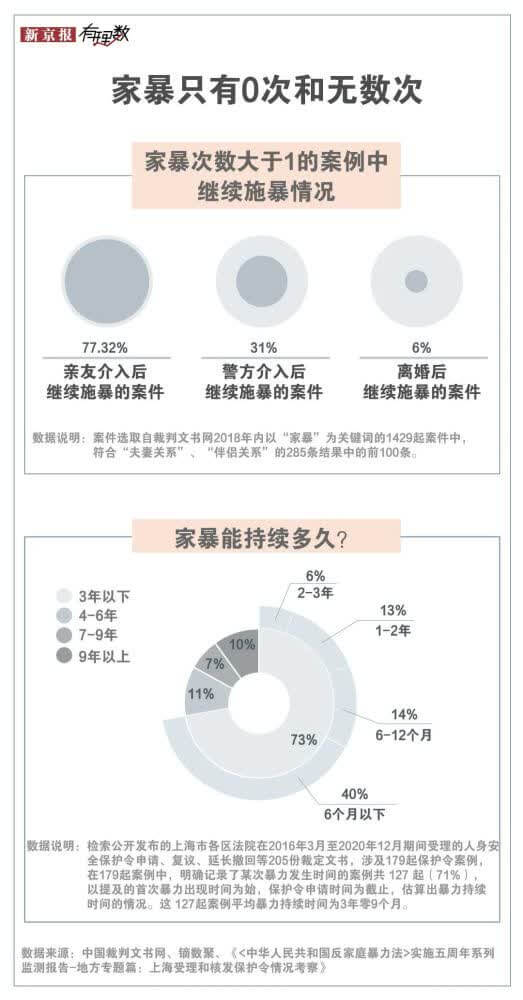 新京报 有理数
家暴只有0次和无数次
家暴次数大于1的案例中
继续施暴情况
77.32%
亲友介入后
继续施暴的案件
31%
警方介入后
继续施暴的案件
6%
离婚后
继续施暴的案件
数据说明：案件选取自裁判文书网2018年内以“家暴”为关键词的1429起案件中，
符合“夫妻关系”、“伴侣关系”的285条结果中的前100条。
家暴能持续多久？
3年以下
4-6年
7-9年
9年以上
6%
2-3年
13%
1-2年
14%
6-12个月
40%
6个月以下
10%
7%
11%
73%
数据说明：检索公开发布的上海市各区法院在2016年3月至2020年12月期间受理的人身安
全保护令申请、复议、延长撤回等205份裁定文书，涉及179起保护令案例，
在179起案例中，明确记录了某次暴力发生时间的案例共 127 起（71%），
以提及的首次暴力出现时间为始，保护令申请时间为截止，估算出暴力持续
时间的情况。这 127起案例平均暴力持续时间为3年零9个月。
数据来源：中国裁判文书网、镝数聚、《<中华人民共和国反家庭暴力法>实施五周年系列
监测报告-地方专题篇：上海受理和核发保护令情况考察》